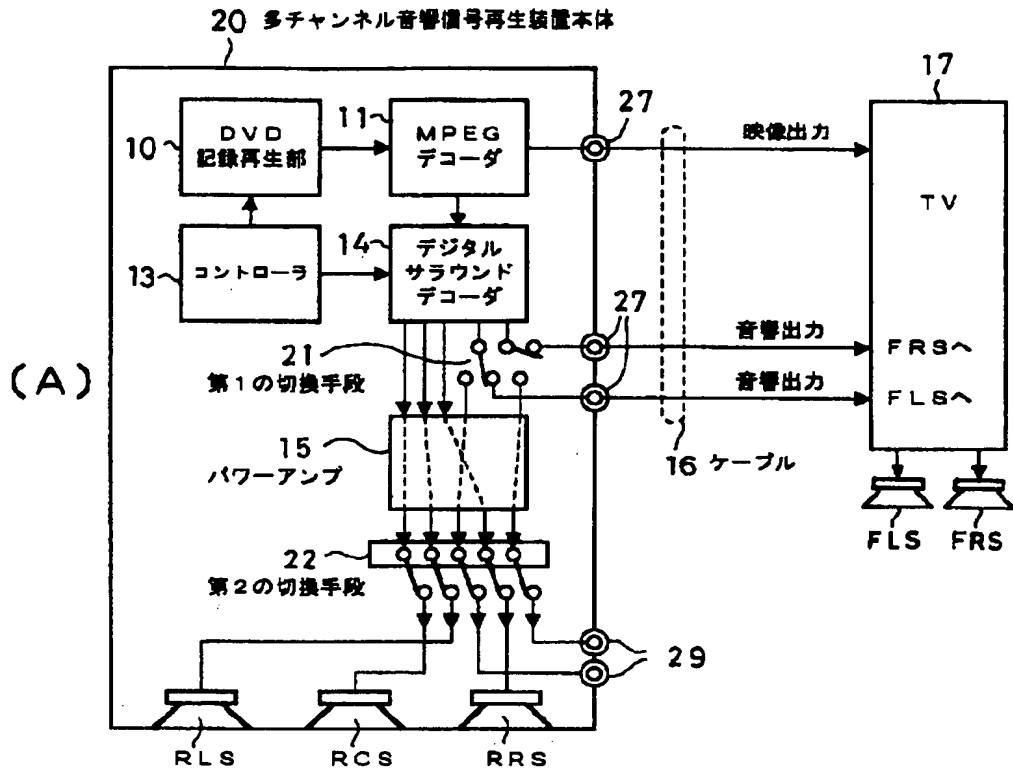 20 多チャンネル音響信号再生装置本体
17
10
DVD
記録再生部
11
MPEG
デコーダ
27
映像出力
TV
13
コントローラ
14
デジタル
サラウンド
デコーダ
27
(A)
21
第1の切換手段
音響出力
FRSへ
音響出力
FLSへ
15
パワーアンプ
16 ケーブル
FLS
FRS
22
第2の切換手段
29
RLS
RCS
RRS